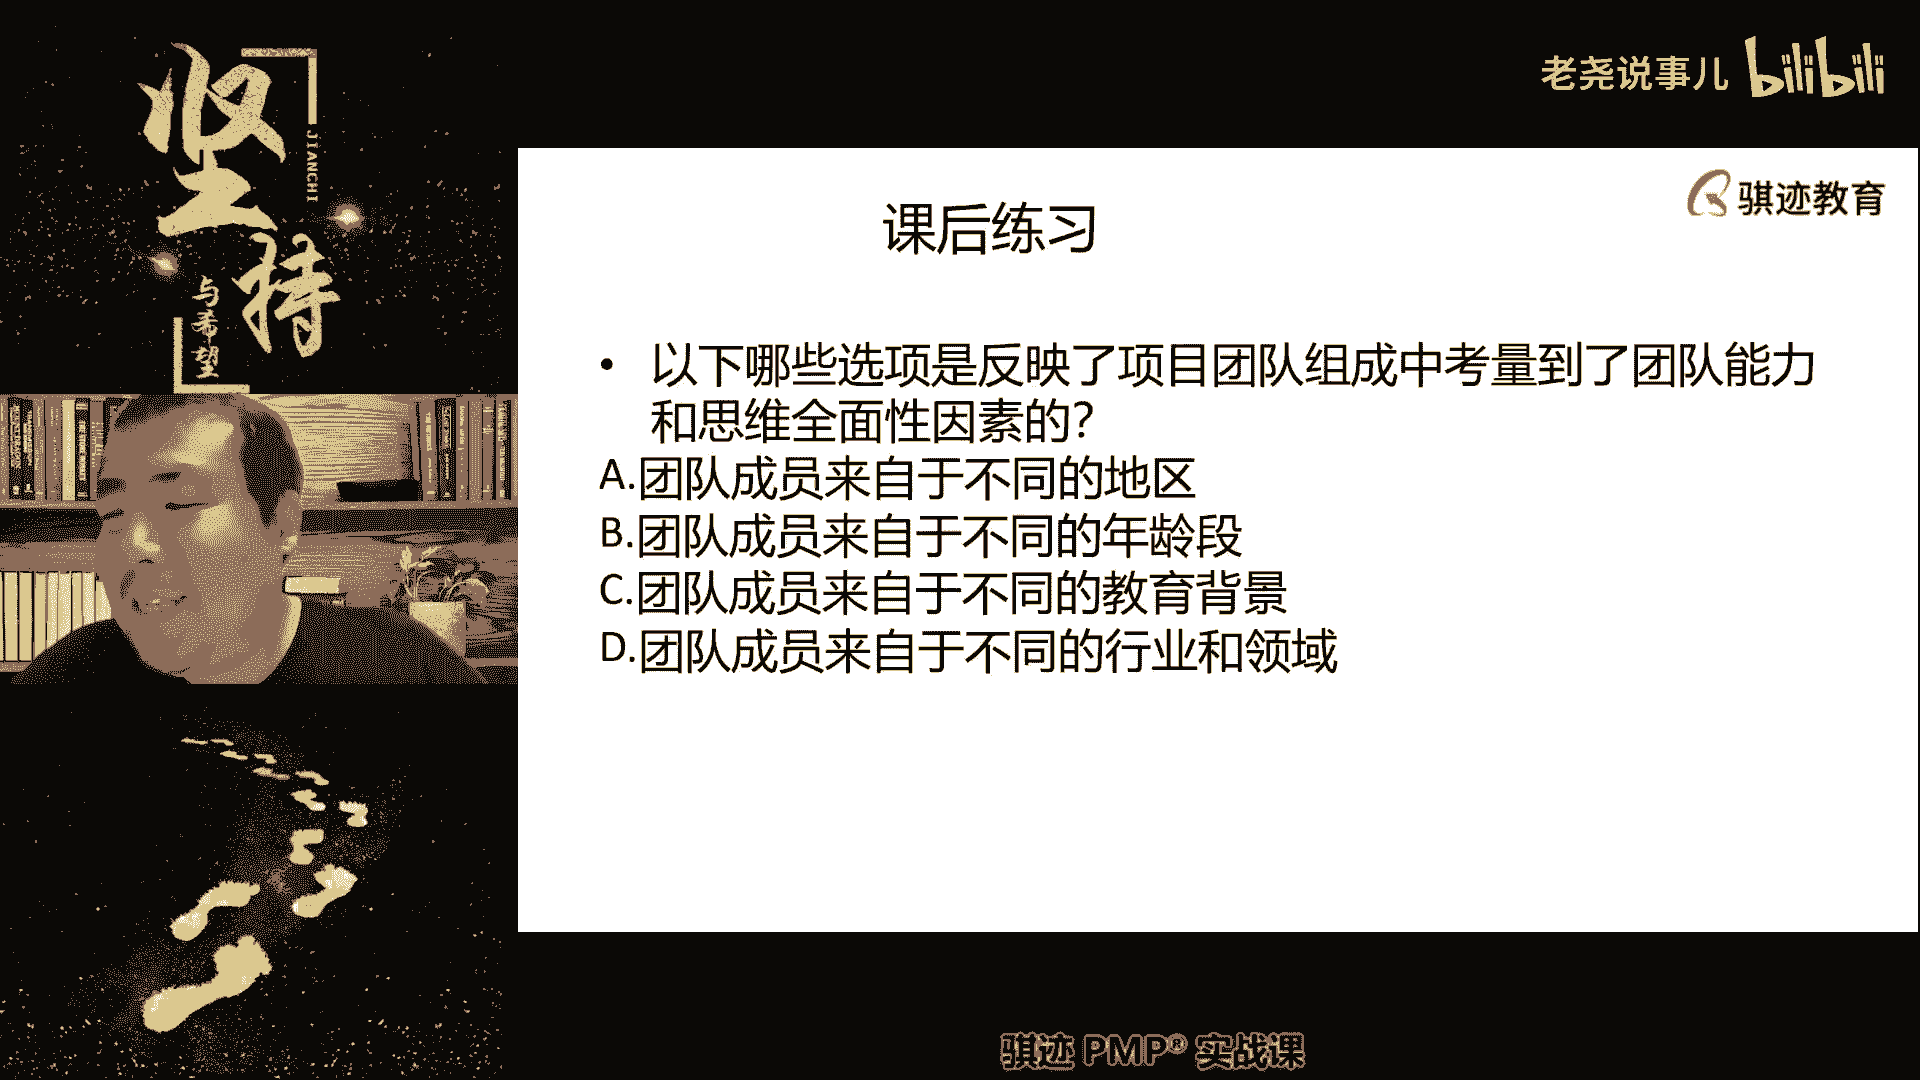 坚持
JIANCHI
与希望
老尧说事儿 bilibili
骐迹教育
课后练习
• 以下哪些选项是反映了项目团队组成中考量到了团队能力
和思维全面性因素的?
A.团队成员来自于不同的地区
B.团队成员来自于不同的年龄段
C.团队成员来自于不同的教育背景
D.团队成员来自于不同的行业和领域
骐迹 PMP® 实战课